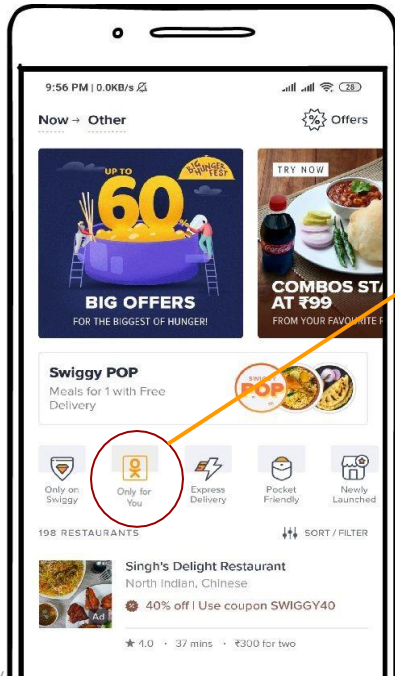 9:56 PM | 0.0KB/s
28
Now → Other
Offers
UP TO
60
BIG HUNGER FEST
BIG OFFERS
FOR THE BIGGEST OF HUNGER!
TRY NOW
COMBOS STA
AT ₹99
FROM YOUR FAVOURITE R
Swiggy POP
Meals for 1 with Free
Delivery
SWIGGY
POP
Only on
Swiggy
Only for
You
Express
Delivery
Pocket
Friendly
Newly
Launched
198 RESTAURANTS
SORT / FILTER
Singh's Delight Restaurant
North Indian, Chinese
40% off | Use coupon SWIGGY40
Ad
★ 4.0 · 37 mins · ₹300 for two